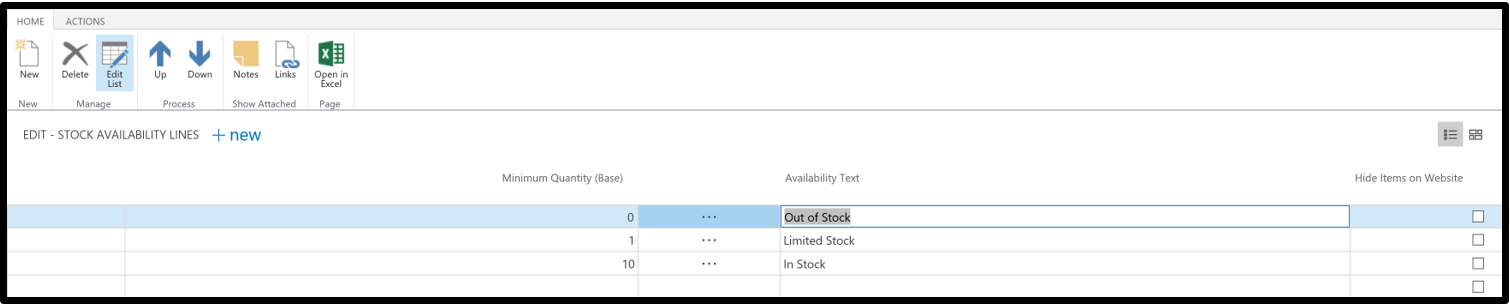 HOME ACTIONS
New Delete Edit List Up Down Notes Links Open in Excel
New Manage Process Show Attached Page
EDIT - STOCK AVAILABILITY LINES + new
Minimum Quantity (Base) Availability Text Hide Items on Website
0 ... Out of Stock
1 ... Limited Stock
10 ... In Stock